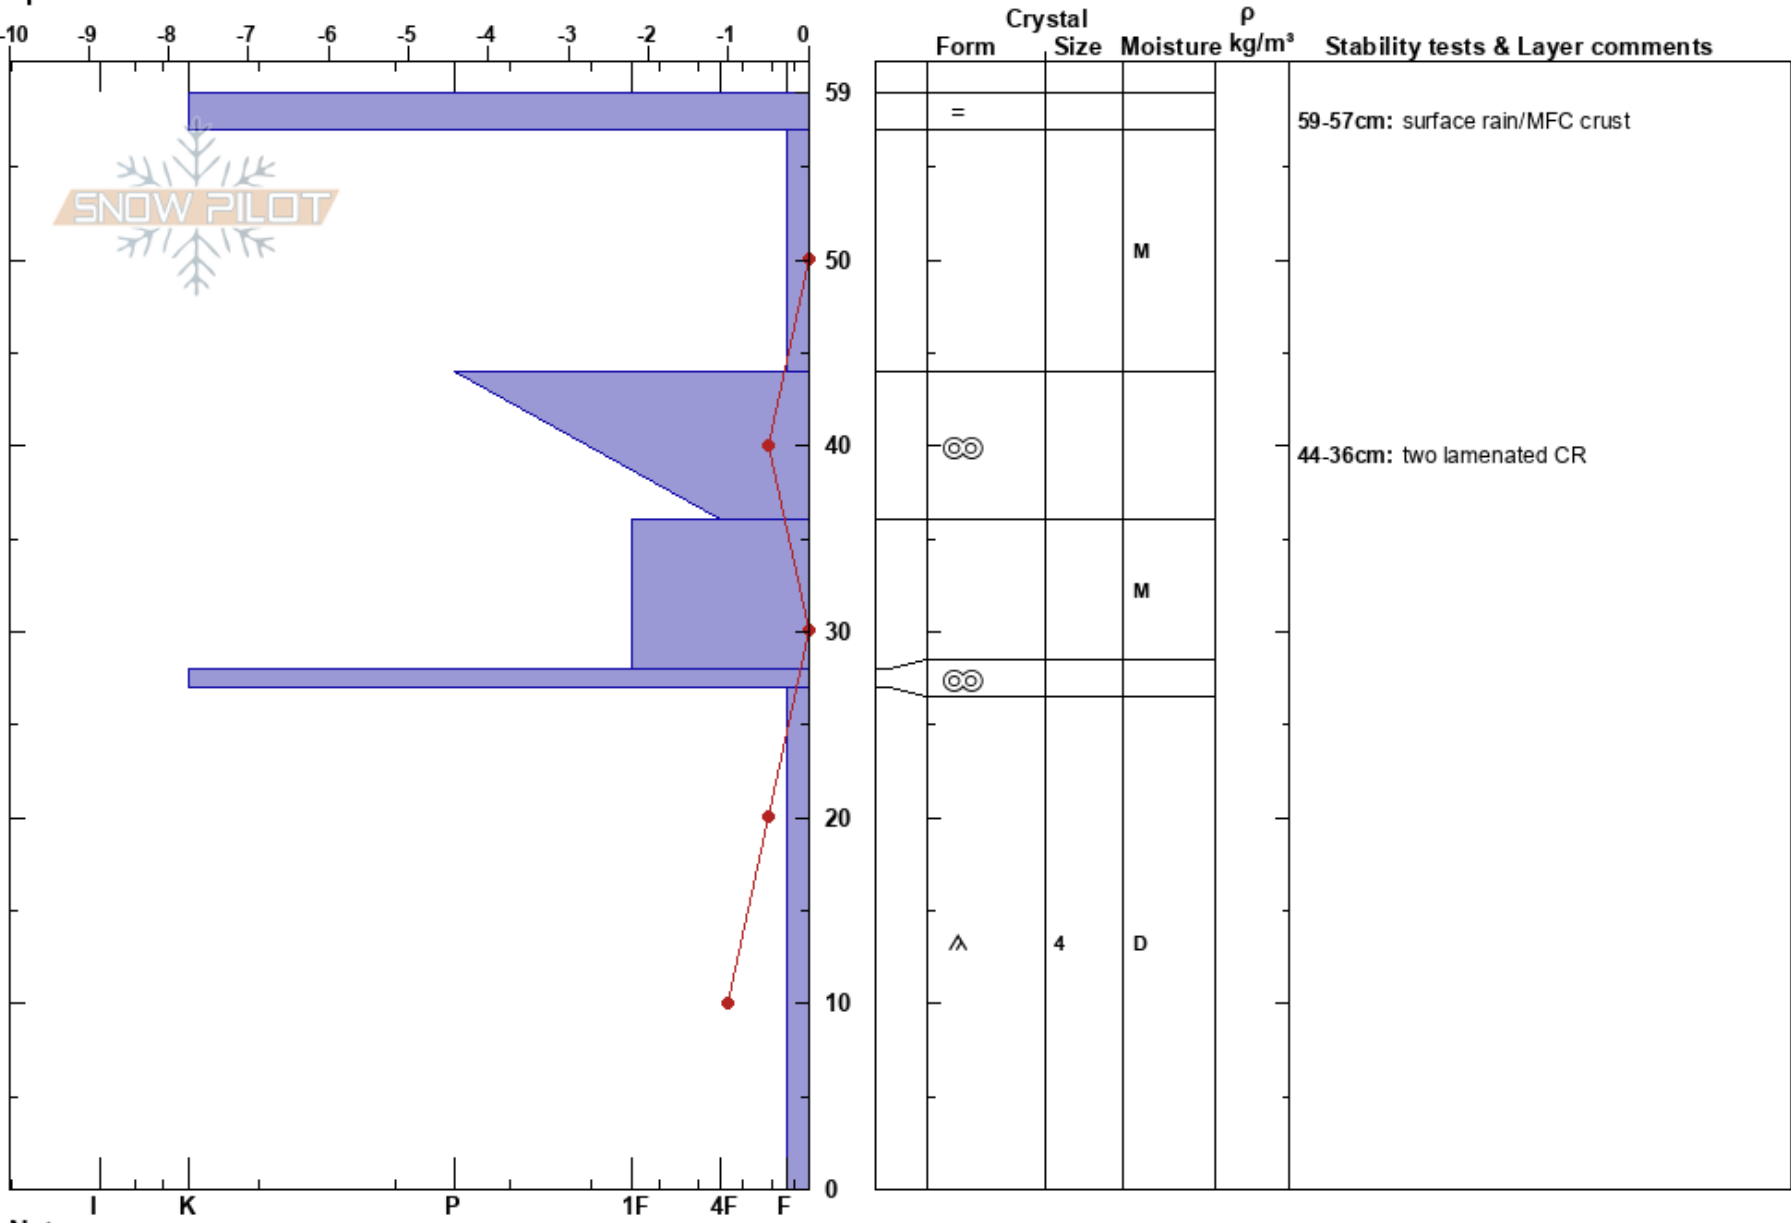 Crystal ρ
-10 -9 -8 -7 -6 -5 -4 -3 -2 -1 0 Form Size Moisture kg/m³ Stability tests & Layer comments
59
=
59-57cm: surface rain/MFC crust
SNOW PILOT
M
50
40
44-36cm: two lamenated CR
M
30
20
4 D
10
0
I K P 1F 4F F